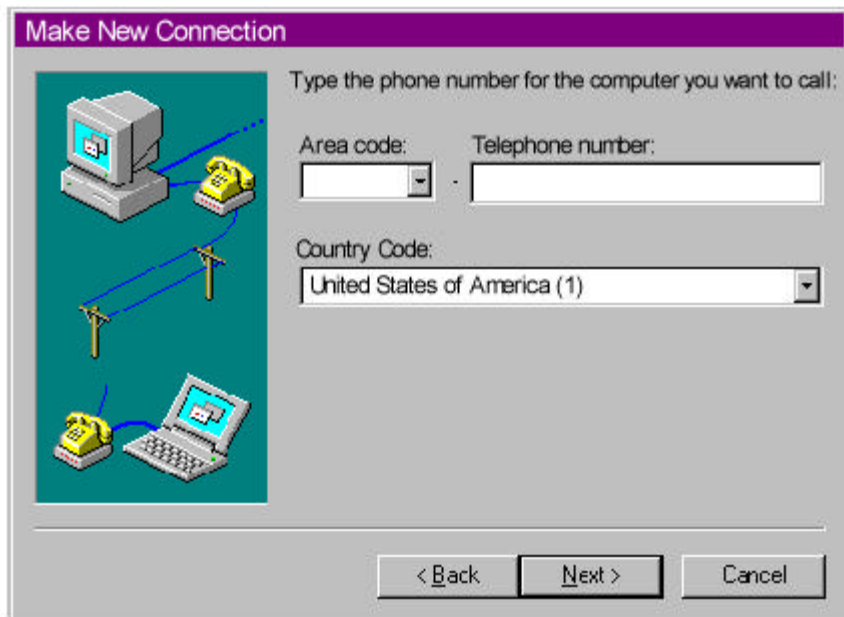 Make New Connection
Type the phone number for the computer you want to call:
Area code: Telephone number:
-
Country Code:
United States of America (1)
< Back Next > Cancel